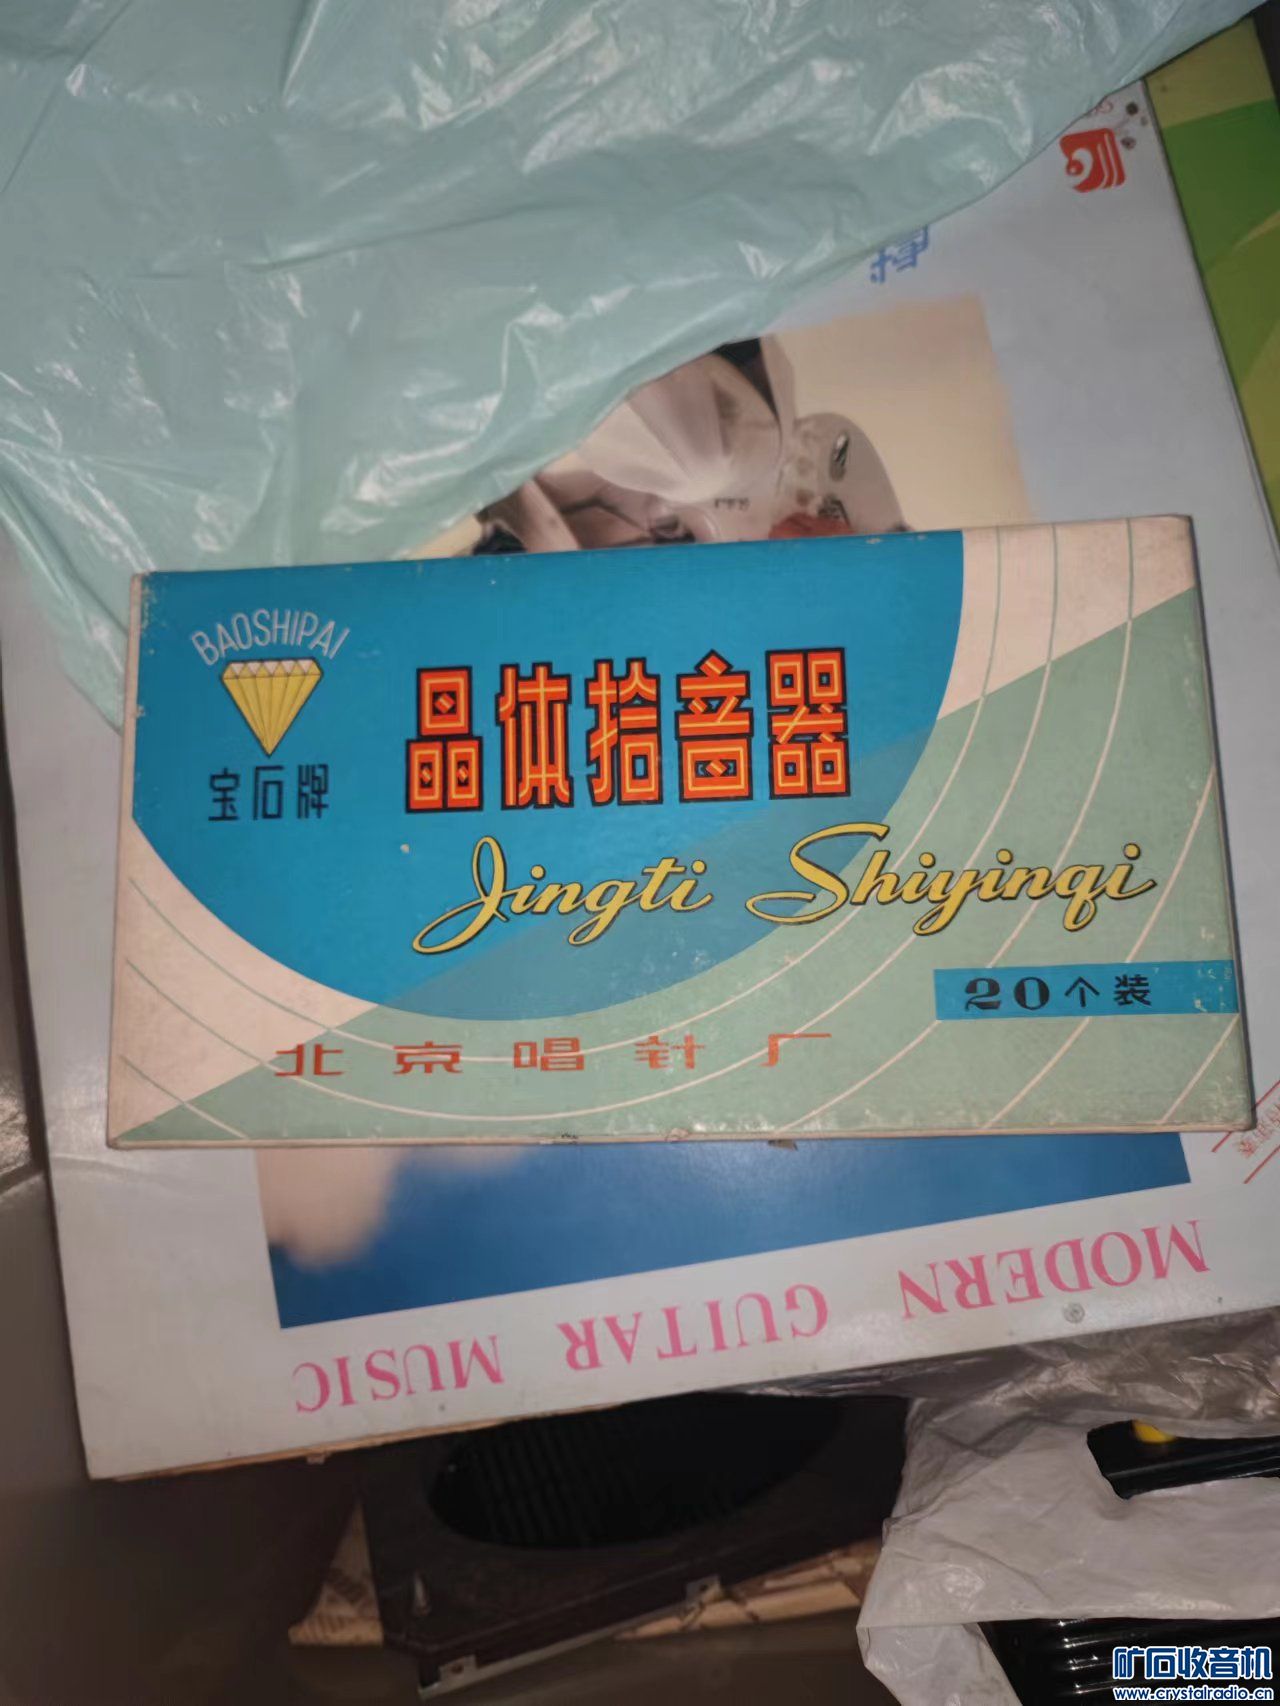 BAOSHIPAI
宝石牌
晶体拾音器
Jingti Shiyinqi
20个装
北京唱针厂
MODERN GUITAR MUSIC
矿石收音机
www.crystalradio.cn